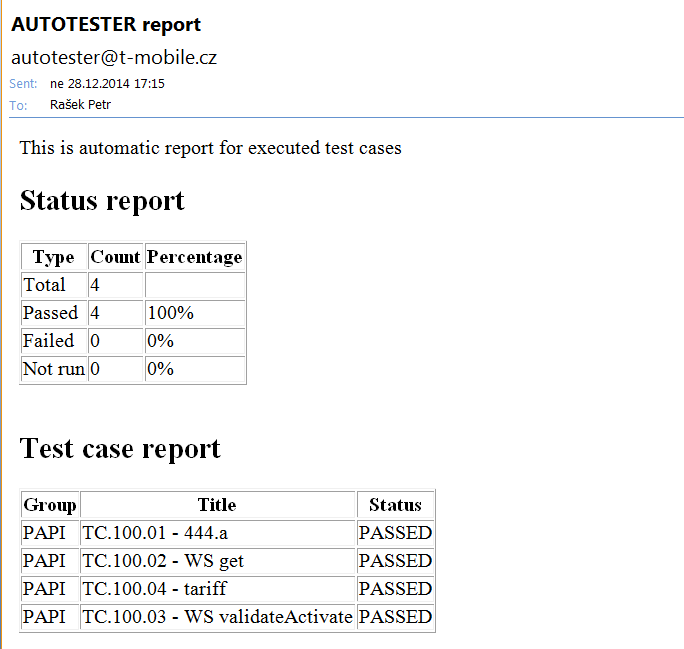 AUTOTESTER report
autotester@t-mobile.cz
Sent: ne 28.12.2014 17:15
To: Rašek Petr
This is automatic report for executed test cases
Status report
Type Count Percentage
Total 4
Passed 4 100%
Failed 0 0%
Not run 0 0%
Test case report
Group Title Status
PAPI TC.100.01 - 444.a PASSED
PAPI TC.100.02 - WS get PASSED
PAPI TC.100.04 - tariff PASSED
PAPI TC.100.03 - WS validateActivate PASSED